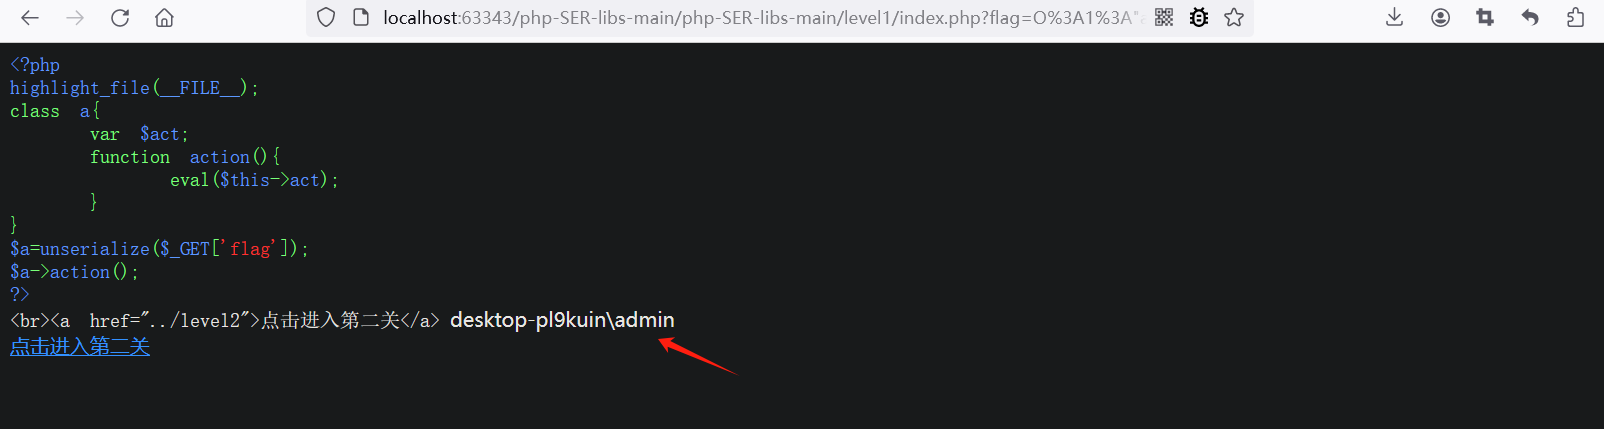 localhost:63343/php-SER-libs-main/php-SER-libs-main/level1/index.php?flag=O%3A1%3A"
<?php
highlight_file(__FILE__);
class a{
var $act;
function action(){
eval($this->act);
}
}
$a=unserialize($_GET['flag']);
$a->action();
?>
<br><a href="../level2">点击进入第二关</a> desktop-pl9kuin\admin
点击进入第二关